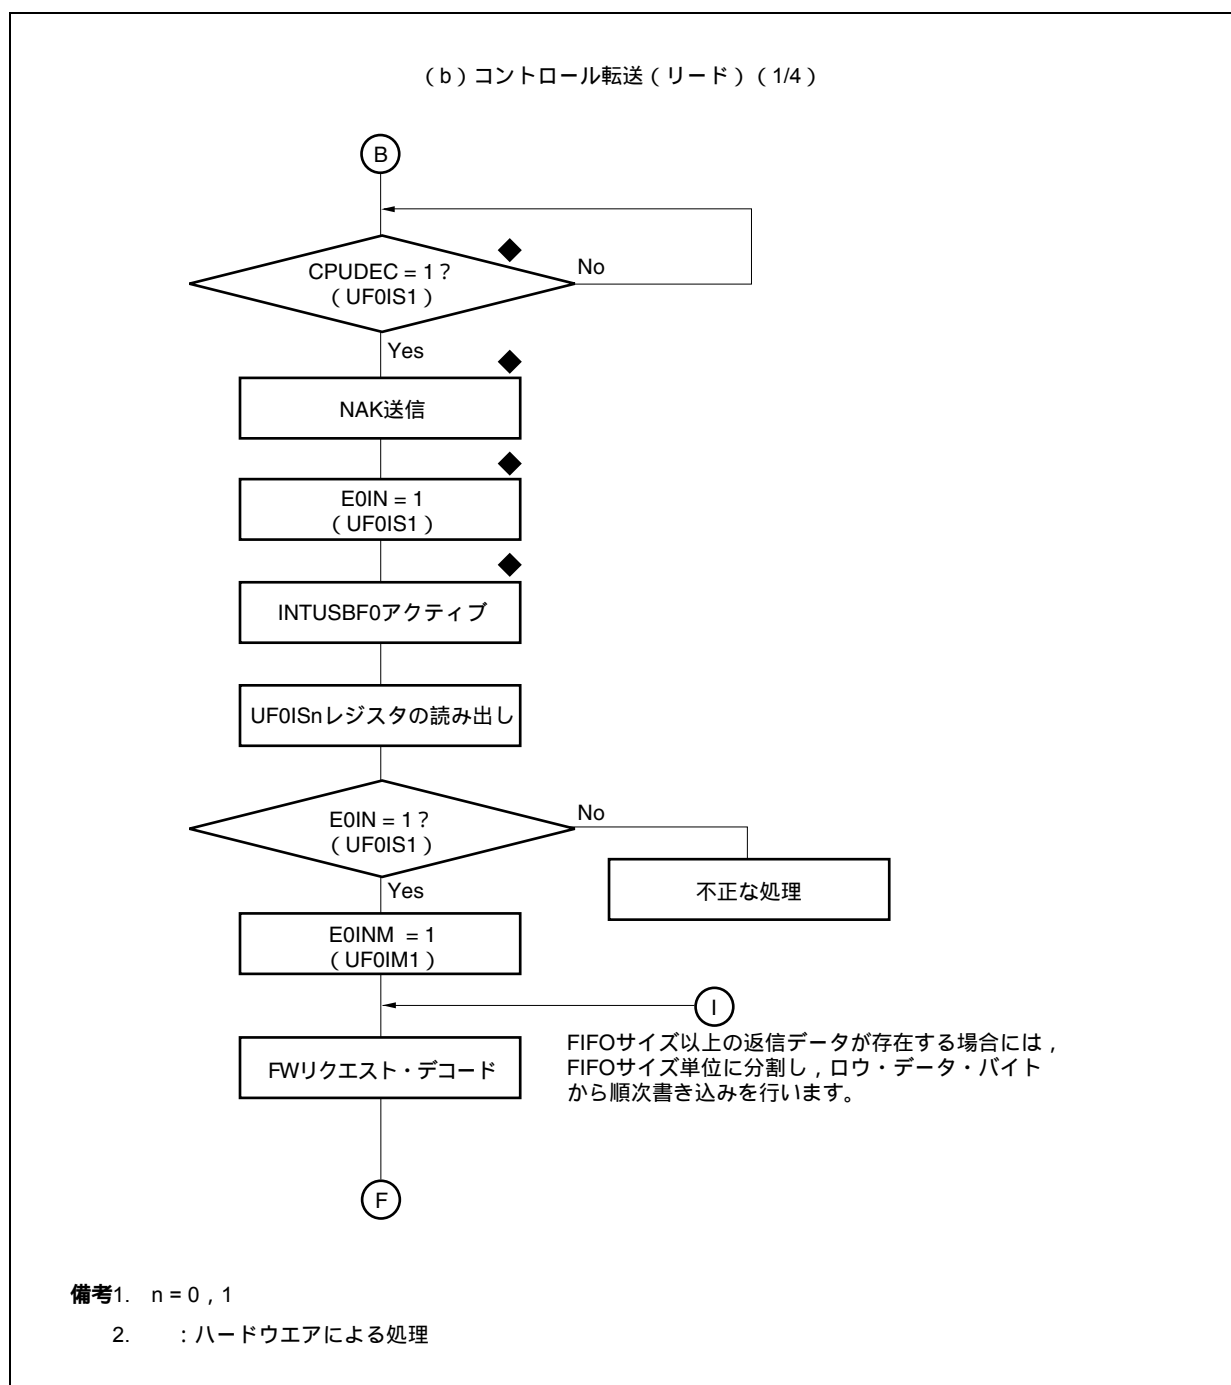 （b）コントロール転送（リード）（1/4）
B
CPUDEC = 1？
（UF0IS1）
No
Yes
NAK送信
E0IN = 1
（UF0IS1）
INTUSBF0アクティブ
UF0ISnレジスタの読み出し
E0IN = 1？
（UF0IS1）
No
不正な処理
Yes
E0INM = 1
（UF0IM1）
I
FIFOサイズ以上の返信データが存在する場合には，
FIFOサイズ単位に分割し，ロウ・データ・バイト
から順次書き込みを行います。
FWリクエスト・デコード
F
備考1. n = 0，1
2. ：ハードウエアによる処理